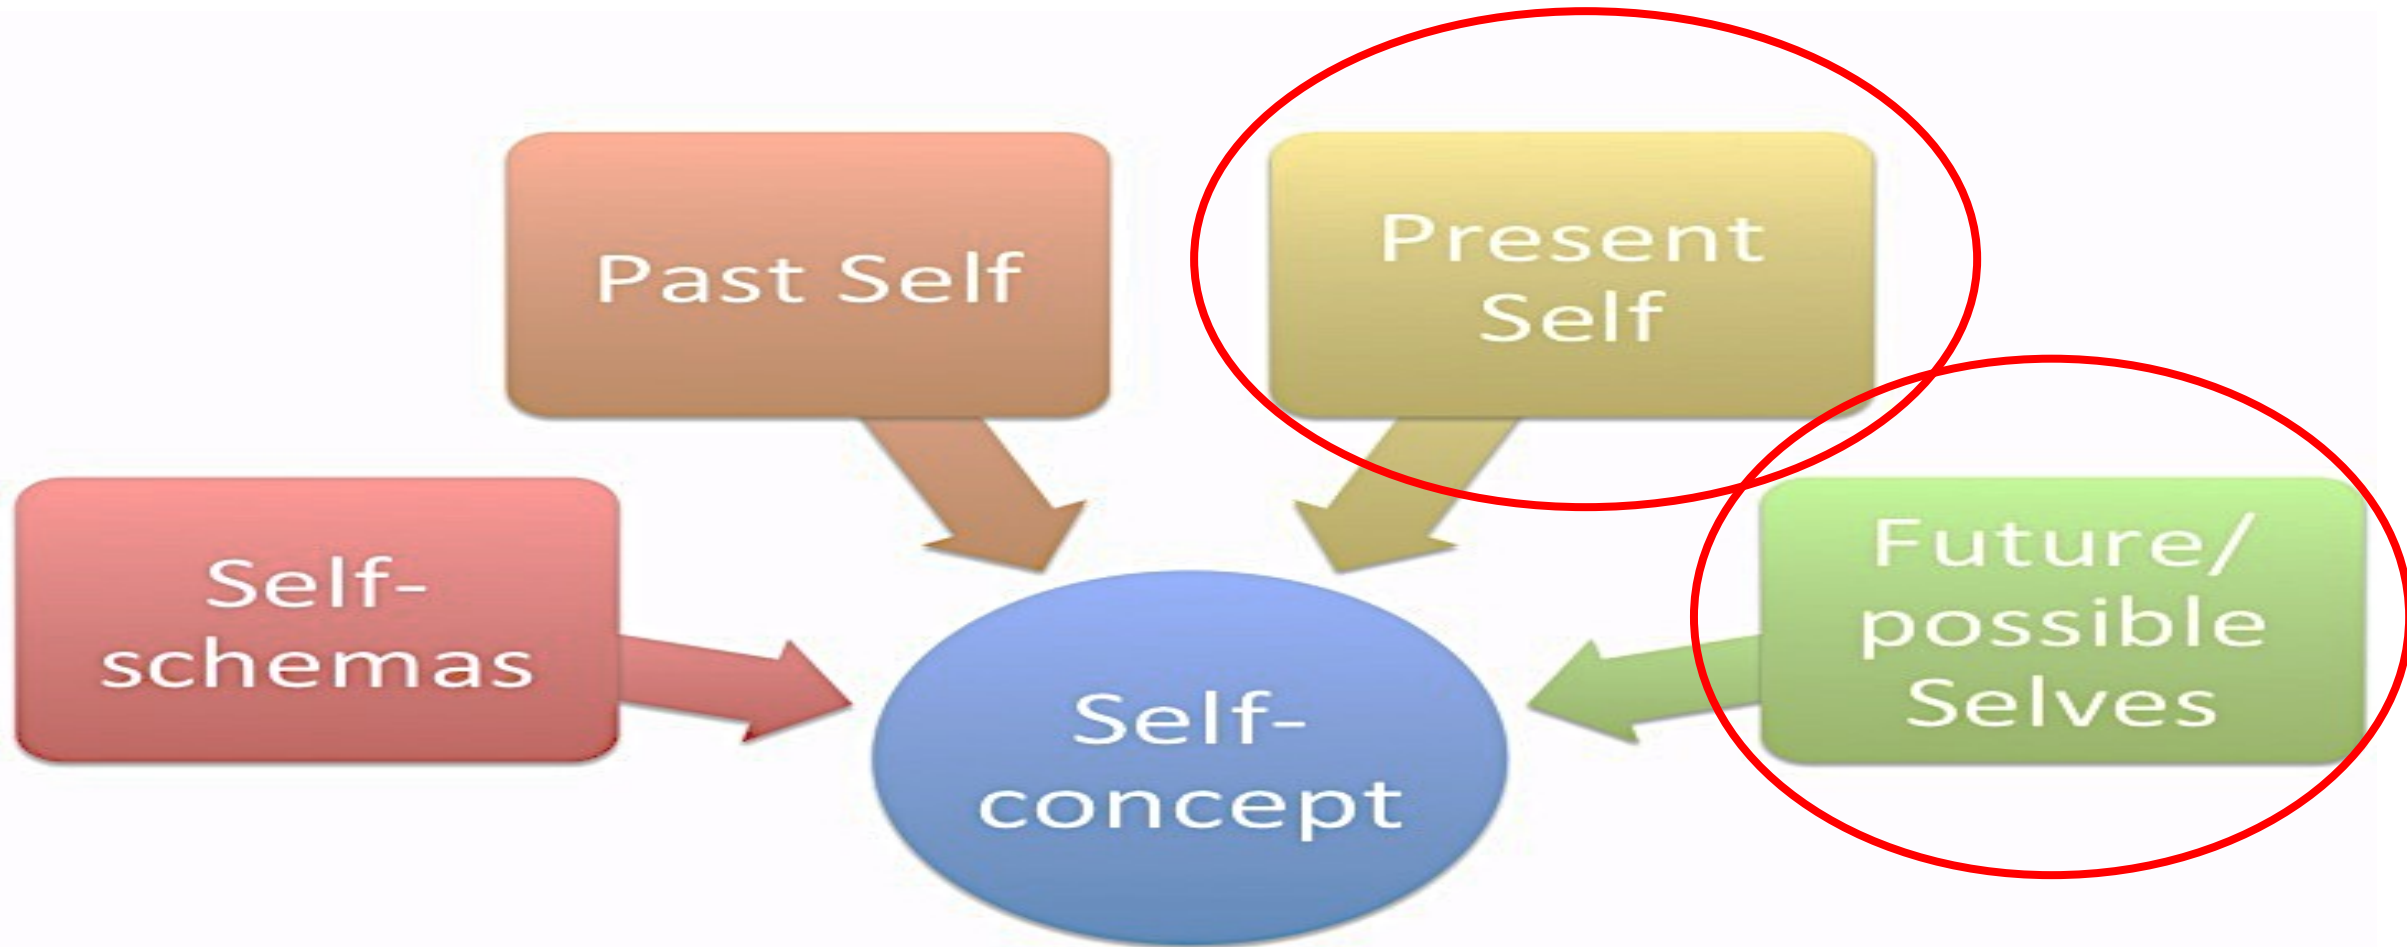 Past Self
Present
Self
Self-
schemas
Future/
possible
Selves
Self-
concept